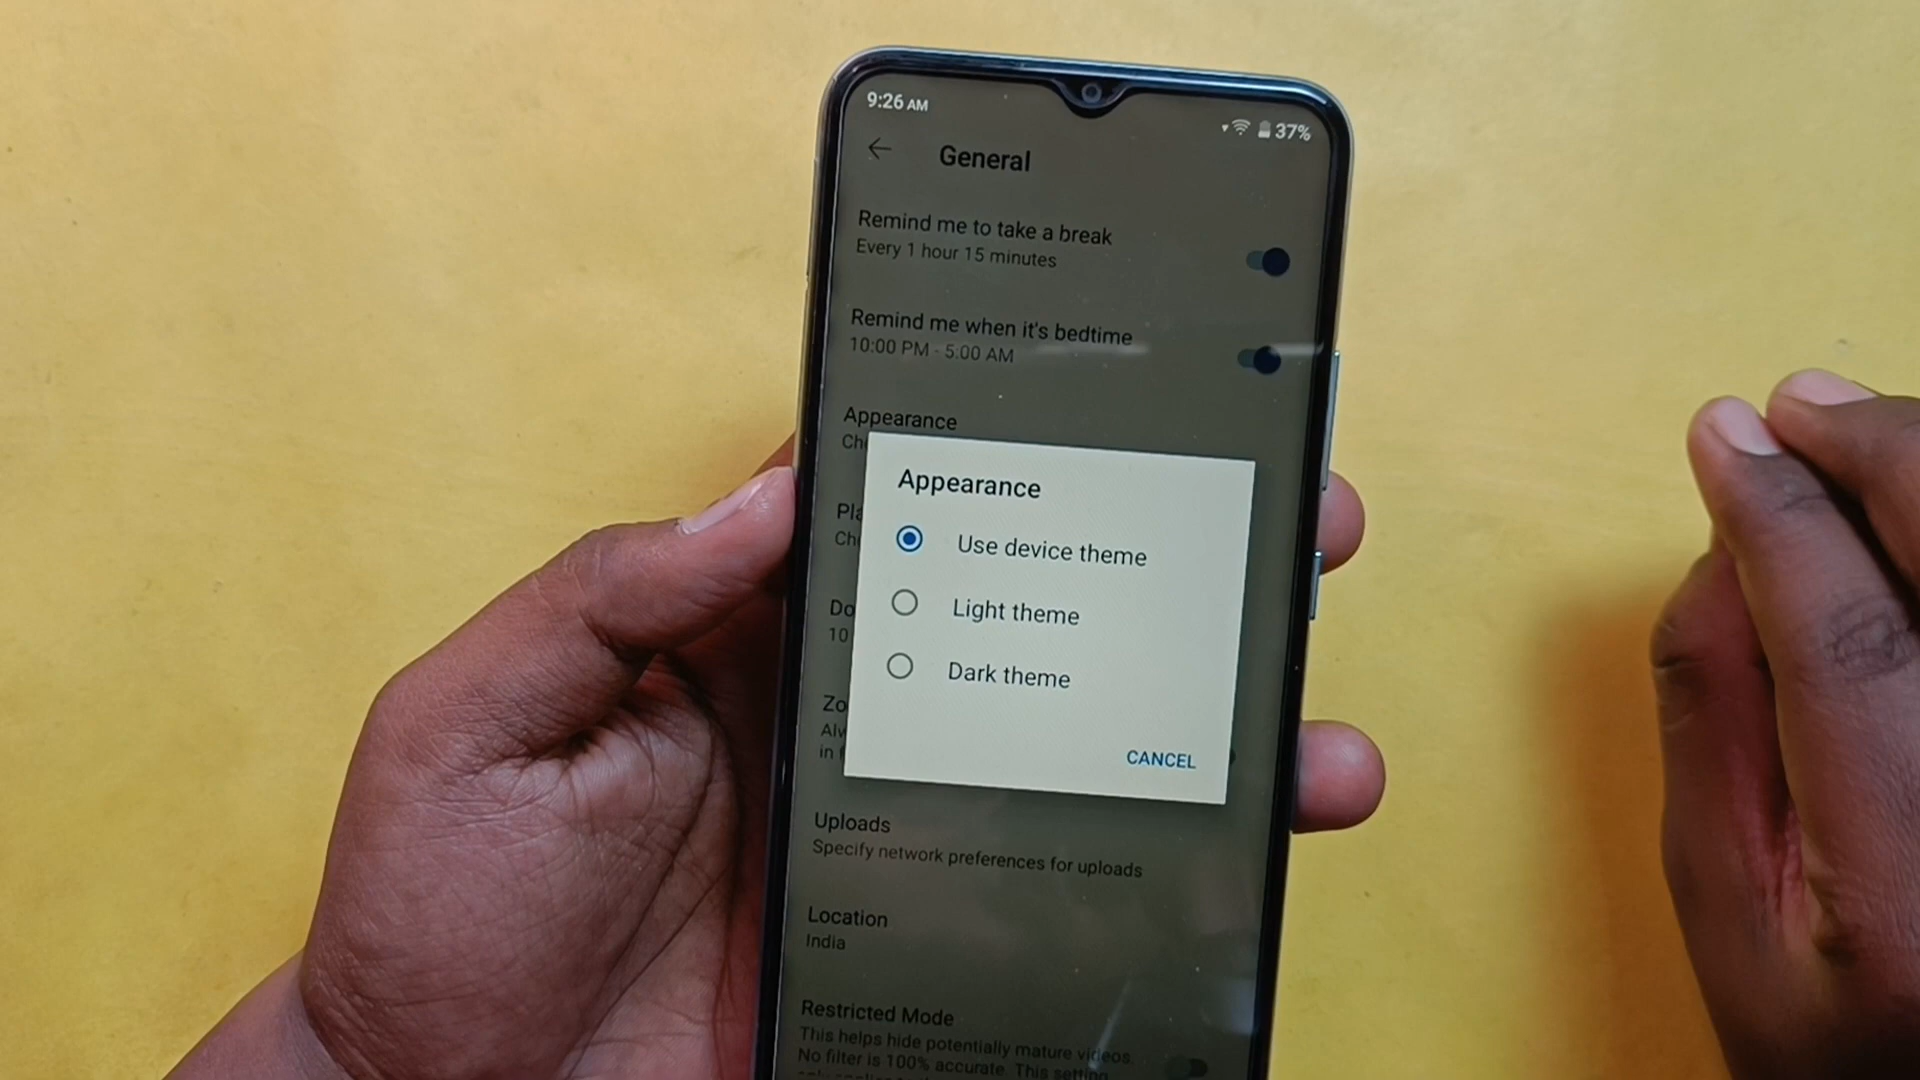 9:26 AM
37%
General
Remind me to take a break
Every 1 hour 15 minutes
Remind me when it's bedtime
10:00 PM - 5:00 AM
Appearance
Appearance
Use device theme
Light theme
Dark theme
CANCEL
Uploads
Specify network preferences for uploads
Location
India
Restricted Mode
This helps hide potentially mature videos.
No filter is 100% accurate. This setting